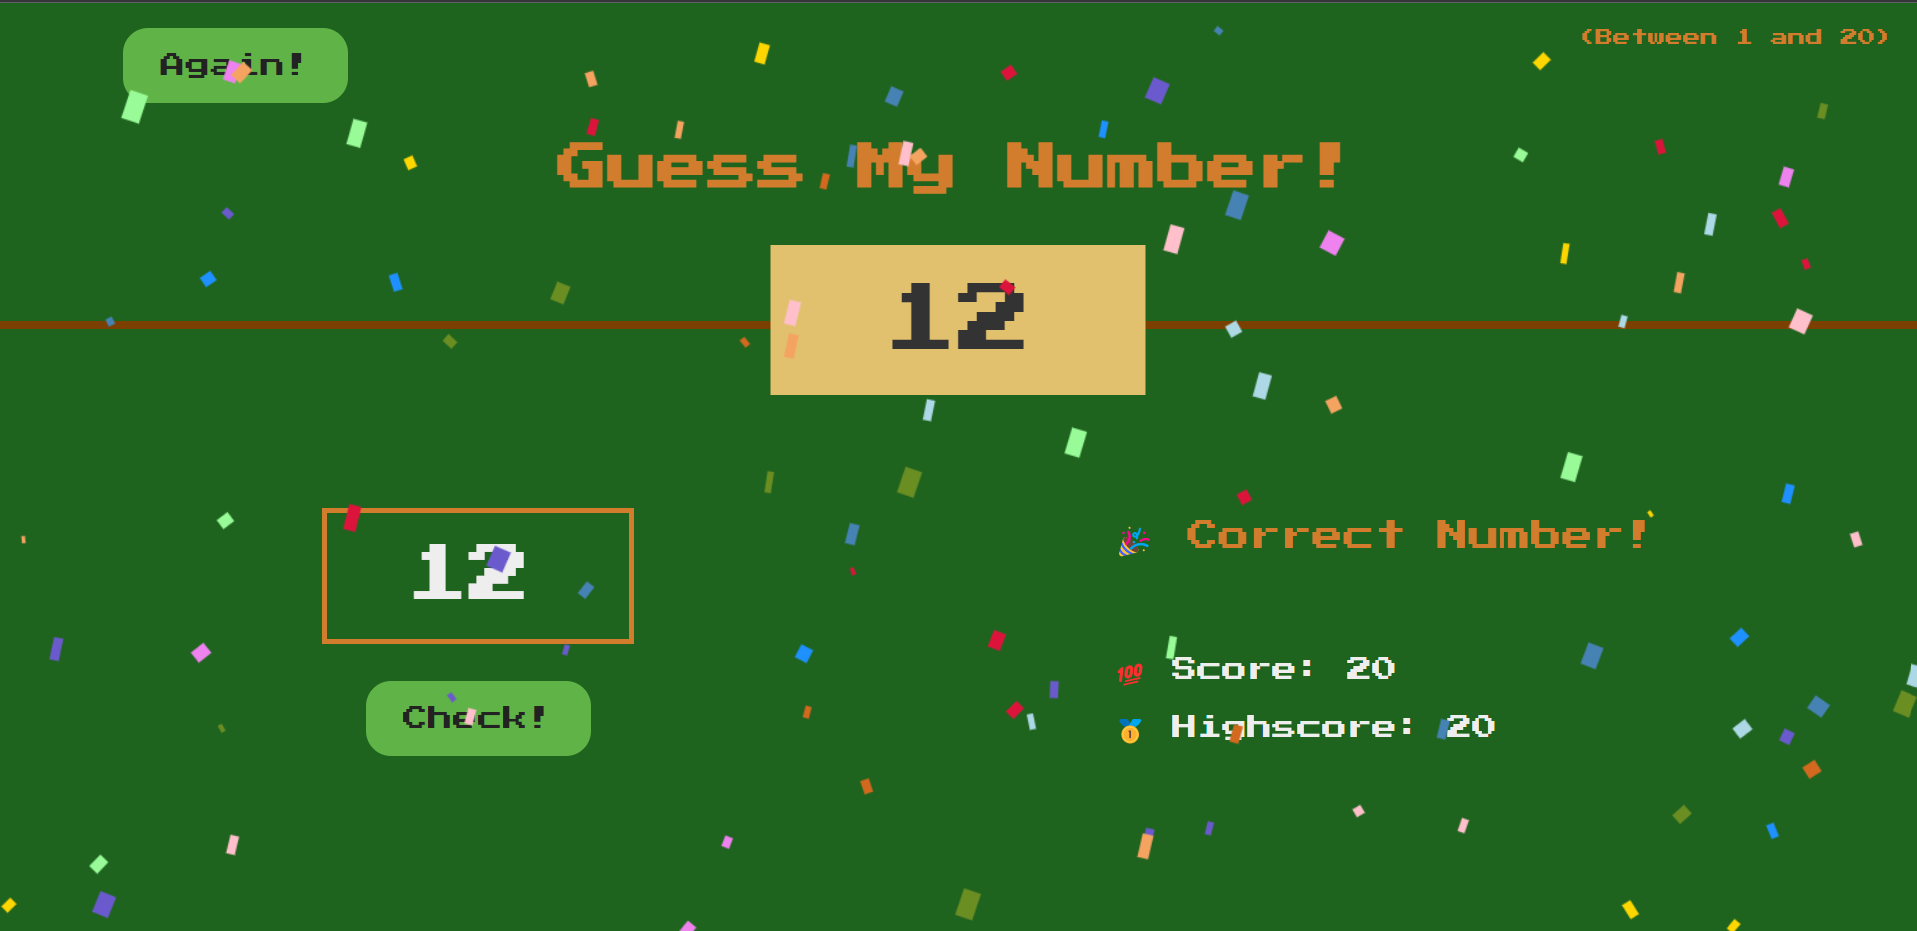 Again!
(Between 1 and 20)
Guess My Number!
12
12
Check!
🎉 Correct Number!
💯 Score: 20
🥇 Highscore: 20